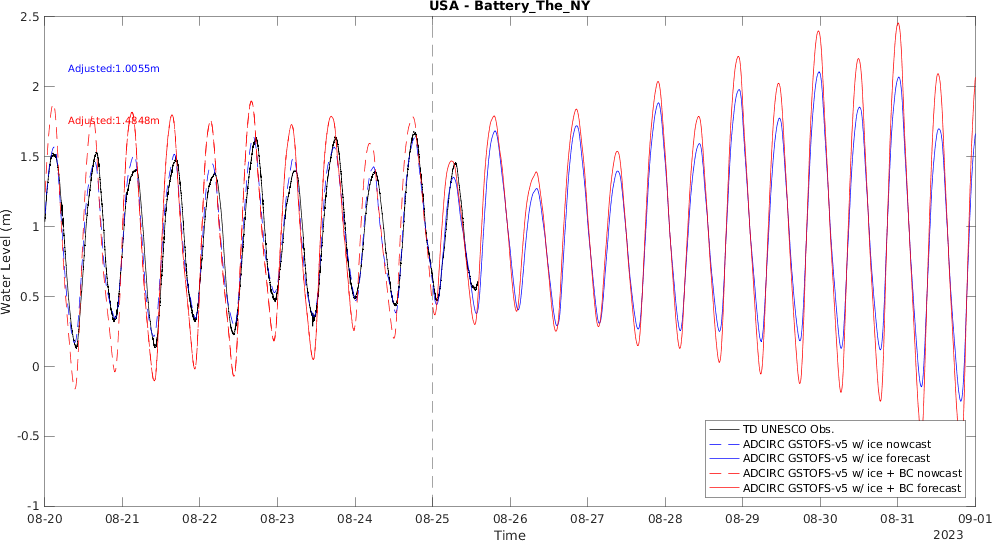 USA - Battery_The_NY
2.5
2
1.5
1
0.5
0
-0.5
-1
Water Level (m)
Adjusted:1.0055m
Adjusted:1.4848m
TD UNESCO Obs.
ADCIRC GSTOFS-v5 w/ ice nowcast
ADCIRC GSTOFS-v5 w/ ice forecast
ADCIRC GSTOFS-v5 w/ ice + BC nowcast
ADCIRC GSTOFS-v5 w/ ice + BC forecast
08-20 08-21 08-22 08-23 08-24 08-25 08-26 08-27 08-28 08-29 08-30 08-31 09-01
Time
2023